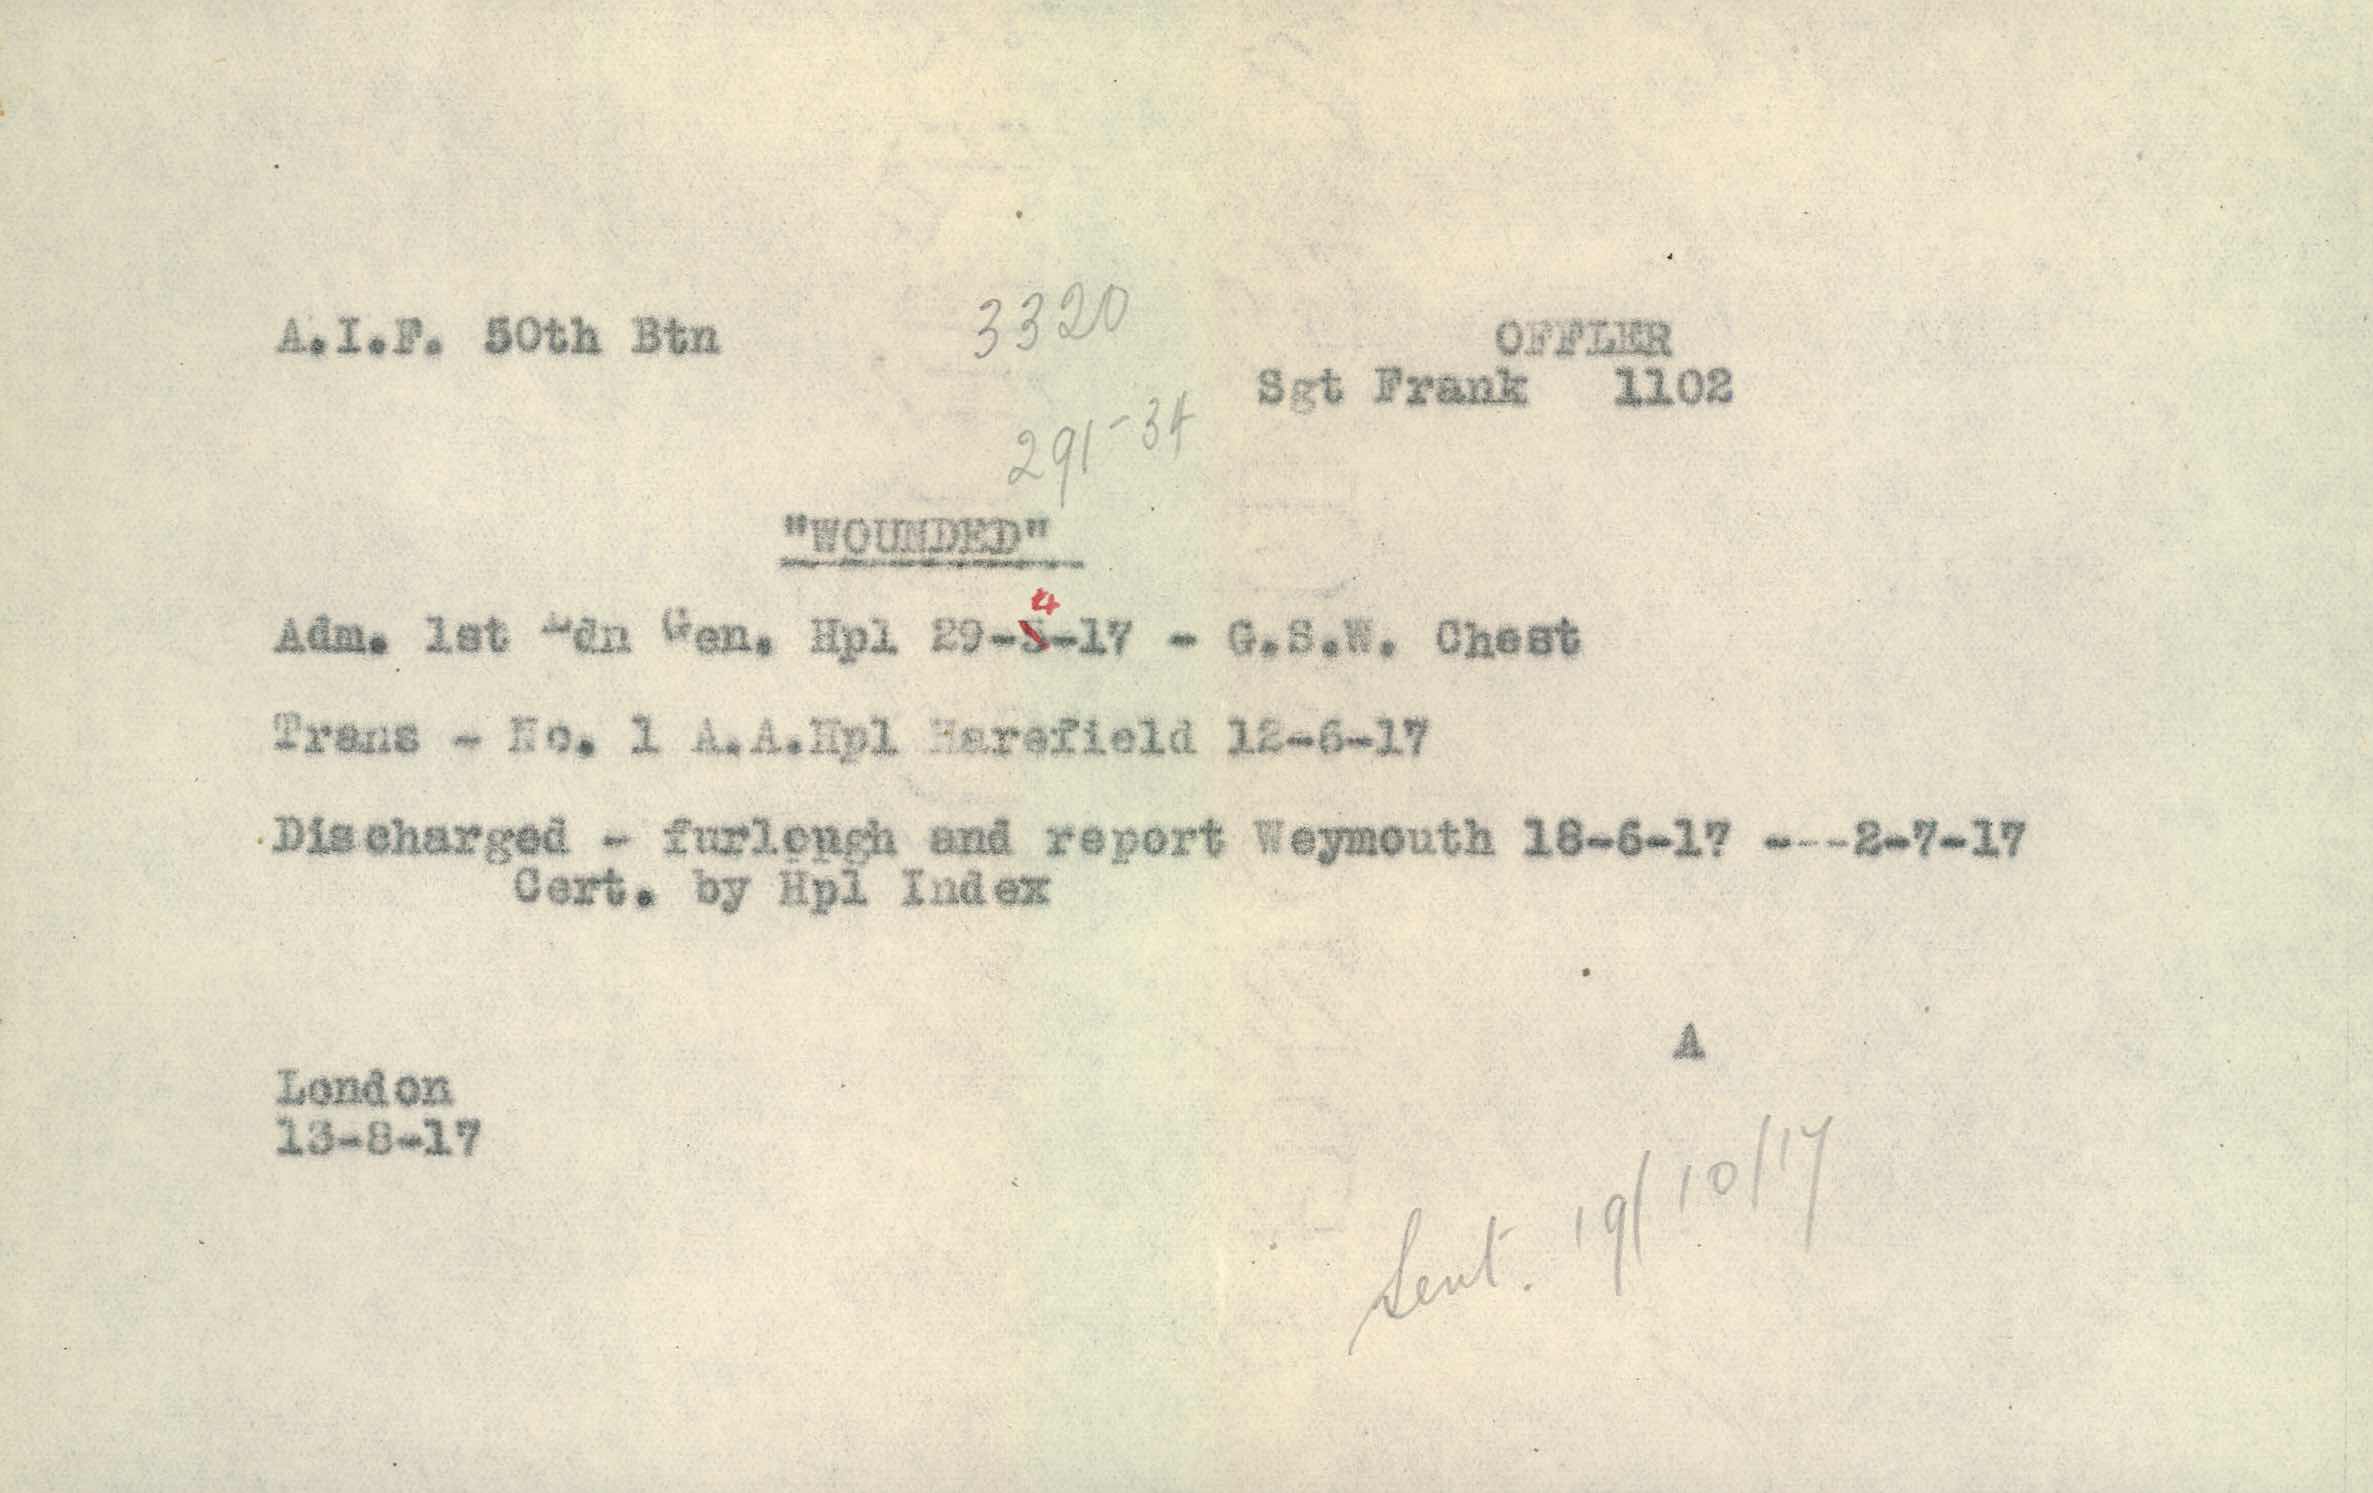 A.I.F. 50th Btn
3320
OFFLER
Sgt Frank 1102
291-34
"WOUNDED"
4
Adm. 1st Ldn Gen. Hpl 29-5-17 - G.S.W. Chest
Trans - No. 1 A.A.Hpl Harefield 12-6-17
Discharged - furlough and report Weymouth 18-6-17 ---2-7-17
Cert. by Hpl Index
A
London
13-8-17
Sent. 19/10/17